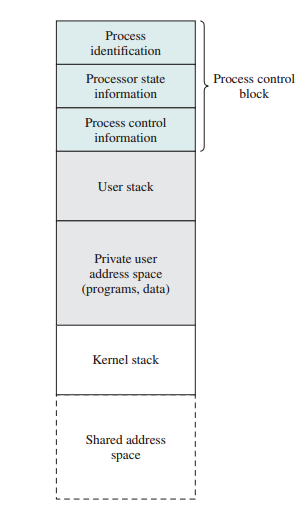 Process
identification
Processor state
information
Process control
block
Process control
information
User stack
Private user
address space
(programs, data)
Kernel stack
Shared address
space